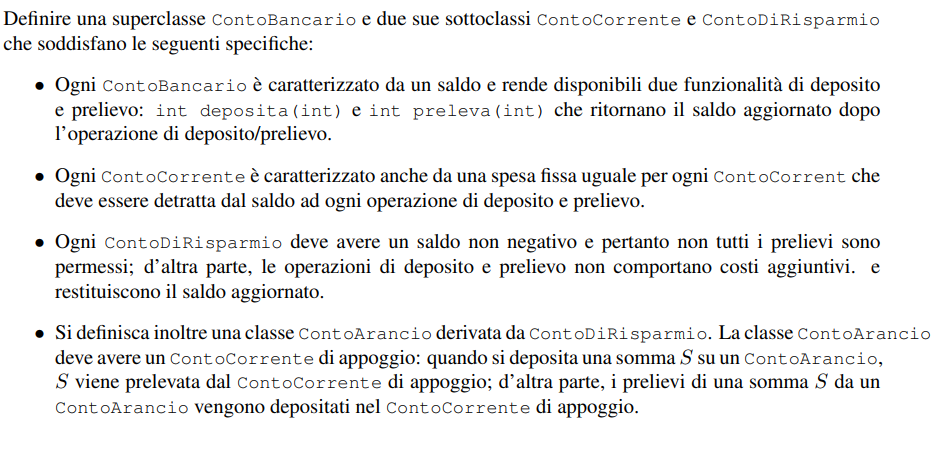 Definire una superclasse ContoBancario e due sue sottoclassi ContoCorrente e ContoDiRisparmio
che soddisfano le seguenti specifiche:
• Ogni ContoBancario è caratterizzato da un saldo e rende disponibili due funzionalità di deposito
e prelievo: int deposita(int) e int preleva(int) che ritornano il saldo aggiornato dopo
l'operazione di deposito/prelievo.
• Ogni ContoCorrente è caratterizzato anche da una spesa fissa uguale per ogni ContoCorrent che
deve essere detratta dal saldo ad ogni operazione di deposito e prelievo.
• Ogni ContoDiRisparmio deve avere un saldo non negativo e pertanto non tutti i prelievi sono
permessi; d'altra parte, le operazioni di deposito e prelievo non comportano costi aggiuntivi. e
restituiscono il saldo aggiornato.
• Si definisca inoltre una classe ContoArancio derivata da ContoDiRisparmio. La classe ContoArancio
deve avere un ContoCorrente di appoggio: quando si deposita una somma S su un ContoArancio,
S viene prelevata dal ContoCorrente di appoggio; d'altra parte, i prelievi di una somma S da un
ContoArancio vengono depositati nel ContoCorrente di appoggio.